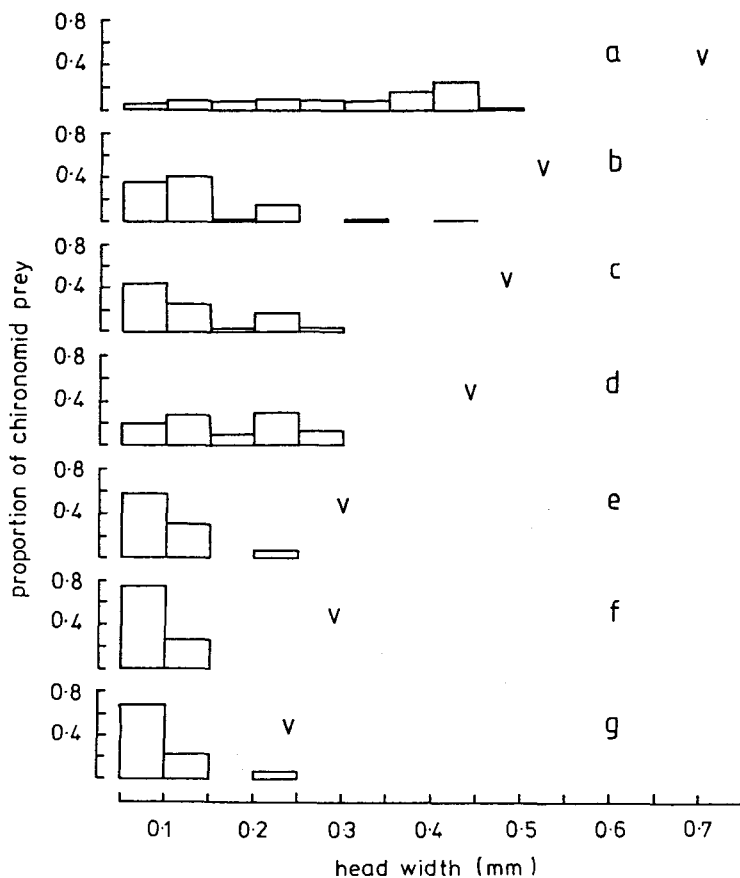 0·8
0·4
a
v
0·8
0·4
b
v
0·8
0·4
c
v
0·8
0·4
d
v
0·8
0·4
e
v
0·8
0·4
f
v
0·8
0·4
g
v
proportion of chironomid prey
0·1 0·2 0·3 0·4 0·5 0·6 0·7
head width (mm)